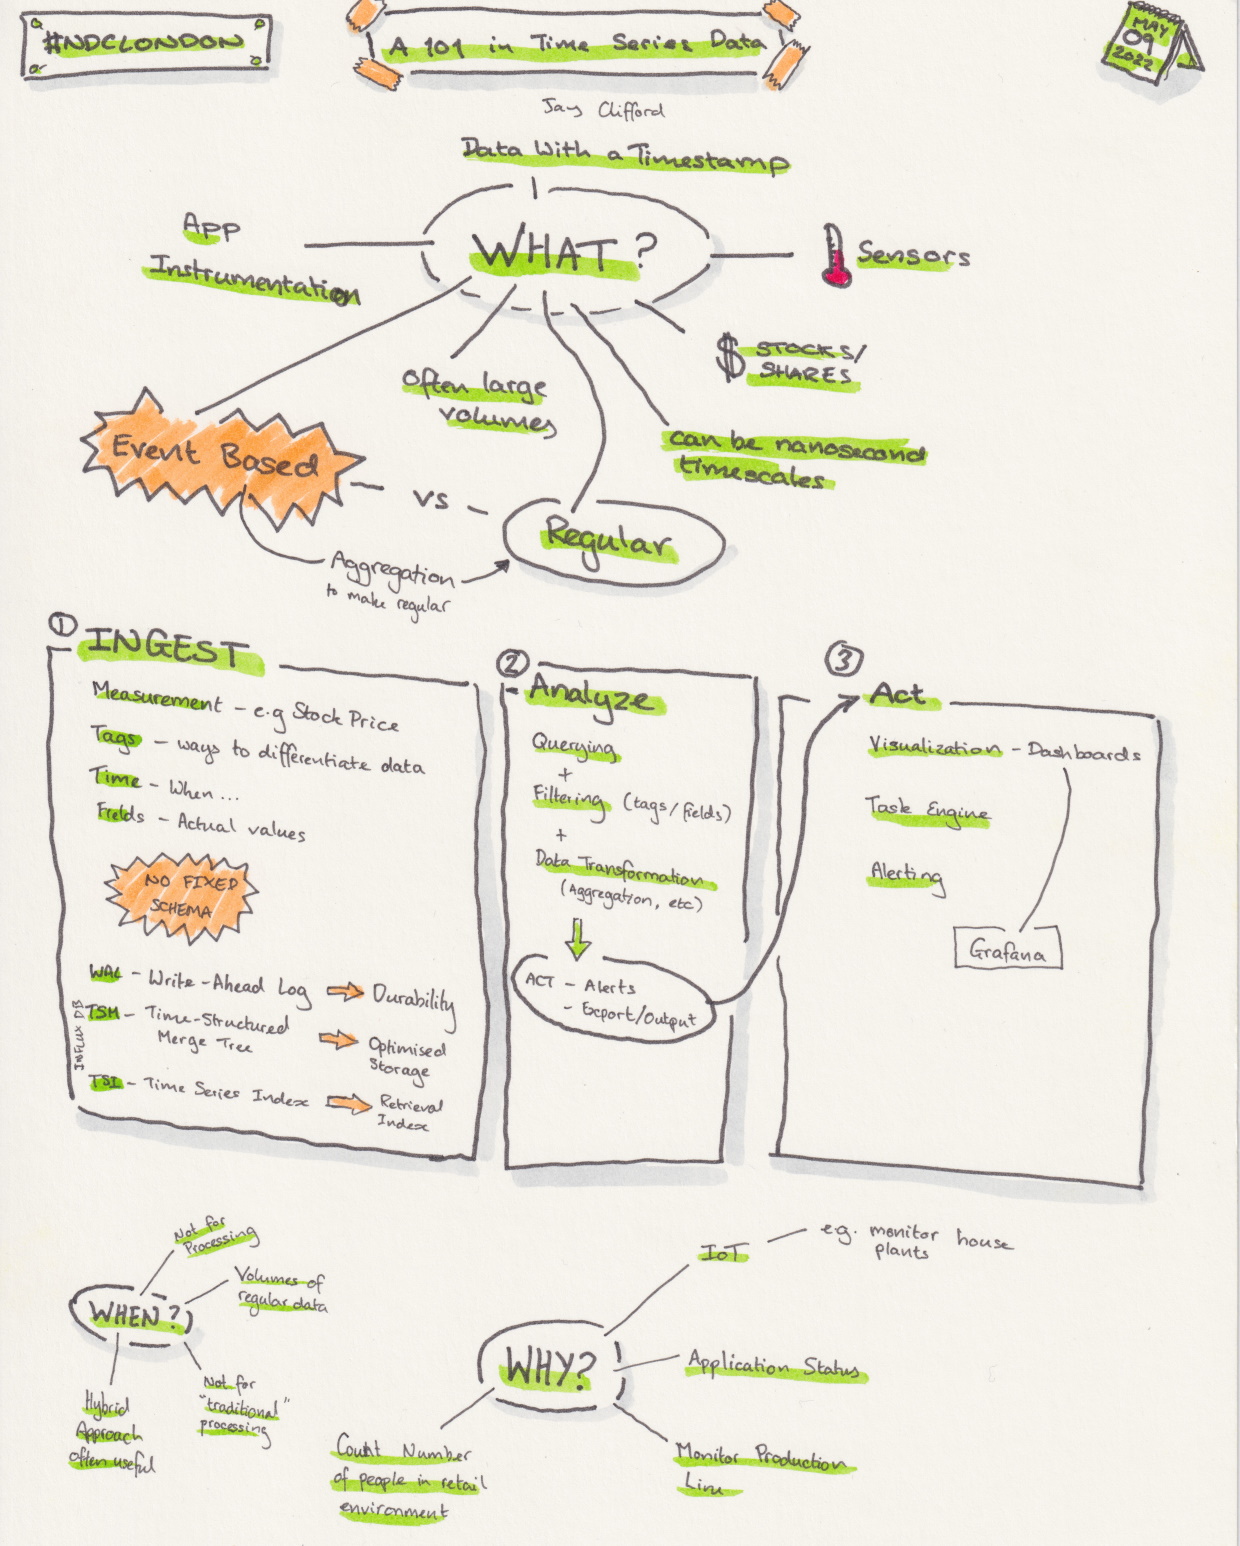 #NDCLONDON
A 101 in Time Series Data
MAY
09
2022
Jay Clifford
Data With a Timestamp
WHAT?
App
Instrumentation
Sensors
$ STOCKS/
SHARES
Often large
volumes
can be nanosecond
timescales
Event Based
vs
Regular
Aggregation
to make regular
1 INGEST
Measurement - e.g Stock Price
Tags - ways to differentiate data
Time - When...
Fields - Actual values
NO FIXED
SCHEMA
INFLUX DB
WAL - Write-Ahead Log
Durability
TSM - Time-Structured
Merge Tree
Optimised
Storage
TSI - Time Series Index
Retrieval
Index
2 Analyze
Querying
+
Filtering (tags/fields)
+
Data Transformation
(Aggregation, etc)
ACT - Alerts
- Export/Output
3 Act
Visualization - Dashboards
Task Engine
Alerting
Grafana
WHEN?
Not for
Processing
Volumes of
regular data
Not for
"traditional"
processing
Hybrid
Approach
often useful
WHY?
IoT
e.g. monitor house
plants
Application Status
Monitor Production
Line
Count Number
of people in retail
environment